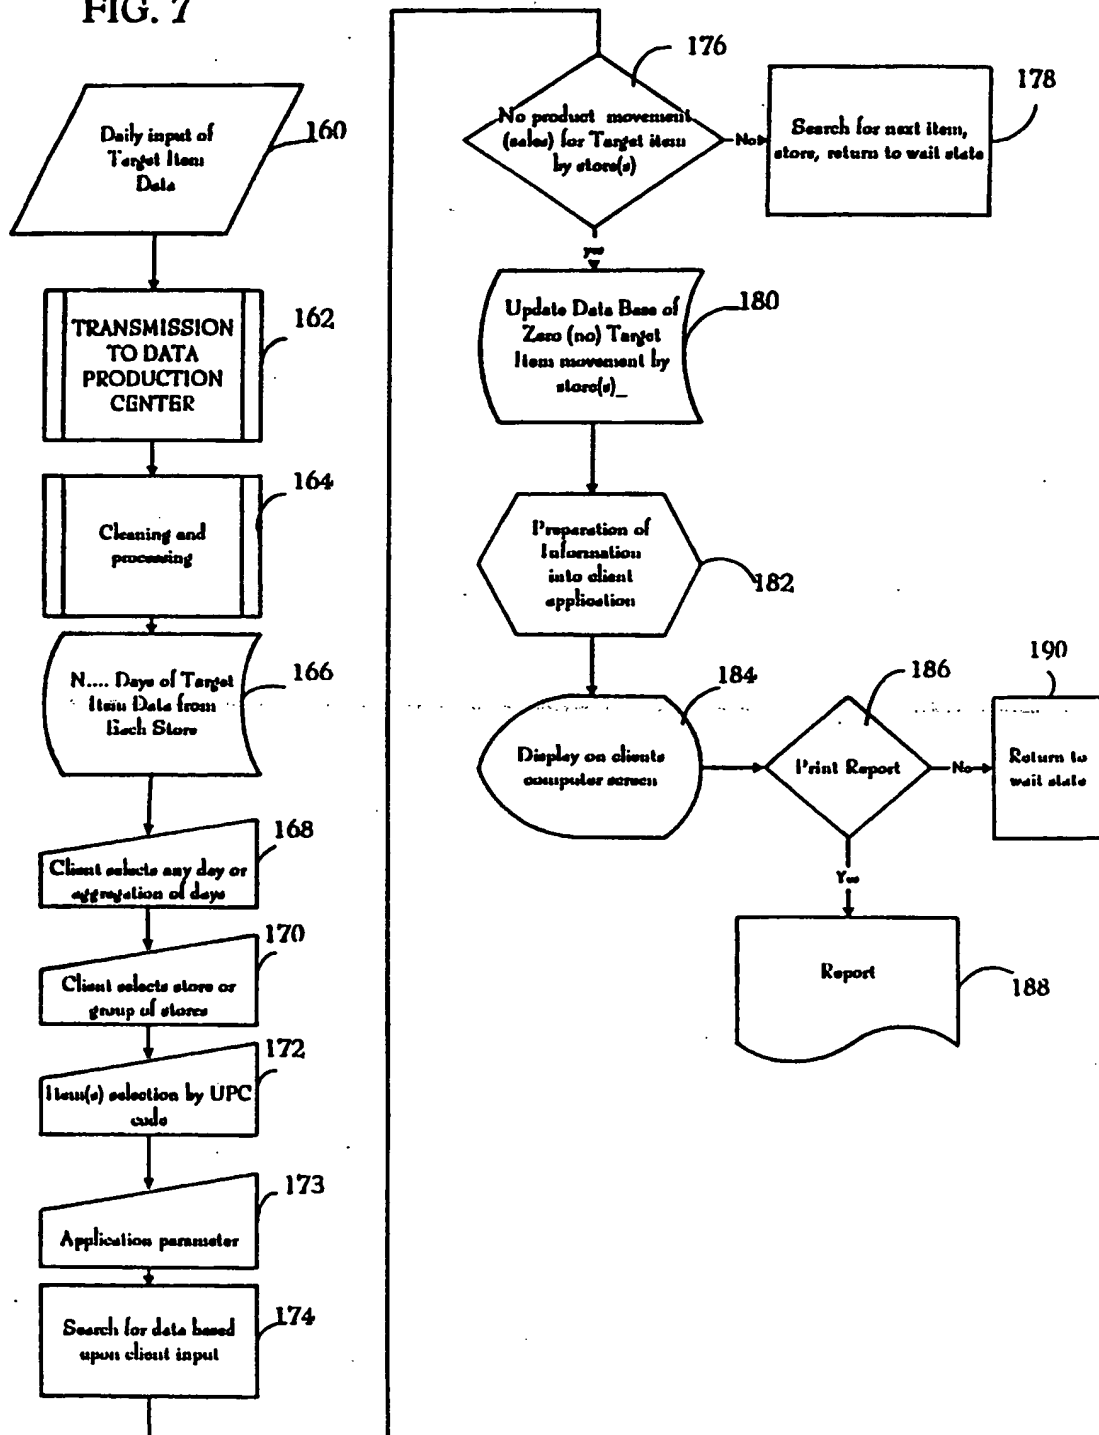 FIG. 7
Daily input of
Target Item
Data
160
TRANSMISSION
TO DATA
PRODUCTION
CENTER
162
Cleaning and
processing
164
N.... Days of Target
Item Data from
Each Store
166
Client selects any day or
aggregation of days
168
Client selects store or
group of stores
170
Item(s) selection by UPC
code
172
Application parameter
173
Search for data based
upon client input
174
No product movement
(sales) for Target item
by store(s)
176
No
Search for next item,
store, return to wait state
178
yes
Update Data Base of
Zero (no) Target
Item movement by
store(s)_
180
Preparation of
Information
into client
application
182
Display on clients
computer screen
184
Print Report
186
No
Return to
wait state
190
Yes
Report
188